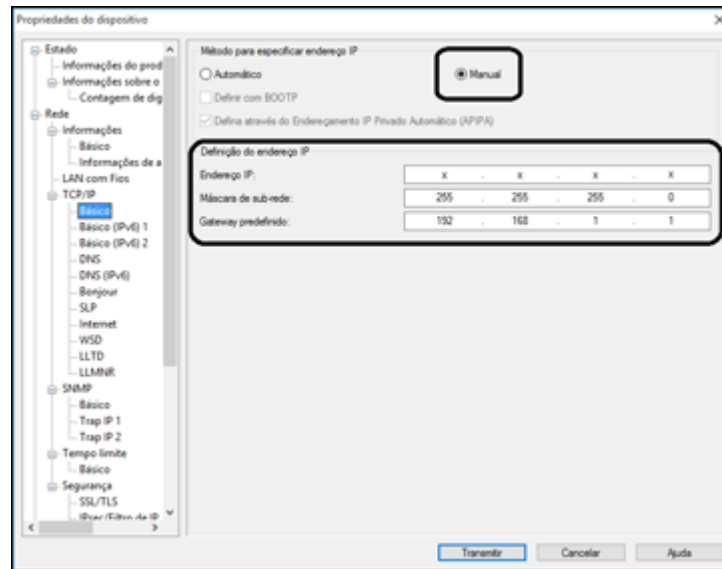 Propriedades do dispositivo
Estado
Informações do prod
Informações sobre o
Contagem de dig
Rede
Informações
Básico
Informações de a
LAN com Fios
TCP/IP
Básico
Básico (IPv6) 1
Básico (IPv6) 2
DNS
DNS (IPv6)
Bonjour
SLP
Internet
WSD
LLTD
LLMNR
SNMP
Básico
Trap IP 1
Trap IP 2
Tempo limite
Básico
Segurança
SSL/TLS
IPsec/Filtro de IP
Método para especificar endereço IP
Automático
Manual
Definir com BOOTP
Defina através do Endereçamento IP Privado Automático (APIPA)
Definição do endereço IP
Endereço IP: x . x . x . x
Máscara de sub-rede: 255 . 255 . 255 . 0
Gateway predefinido: 192 . 168 . 1 . 1
Transmitir Cancelar Ajuda